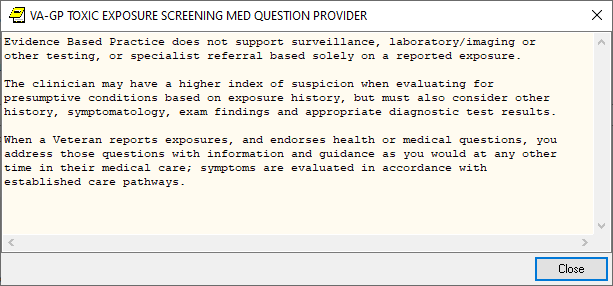 VA-GP TOXIC EXPOSURE SCREENING MED QUESTION PROVIDER
Evidence Based Practice does not support surveillance, laboratory/imaging or
other testing, or specialist referral based solely on a reported exposure.
The clinician may have a higher index of suspicion when evaluating for
presumptive conditions based on exposure history, but must also consider other
history, symptomatology, exam findings and appropriate diagnostic test results.
When a Veteran reports exposures, and endorses health or medical questions, you
address those questions with information and guidance as you would at any other
time in their medical care; symptoms are evaluated in accordance with
established care pathways.
Close